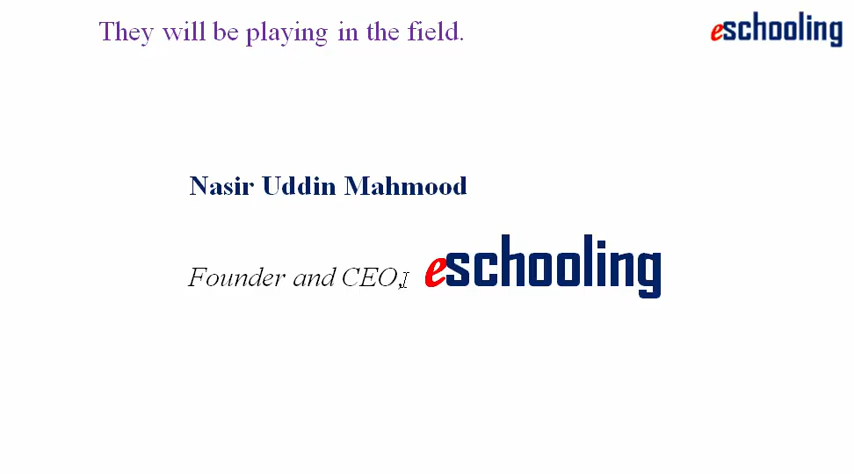 They will be playing in the field.
eschooling
Nasir Uddin Mahmood
Founder and CEO, eschooling